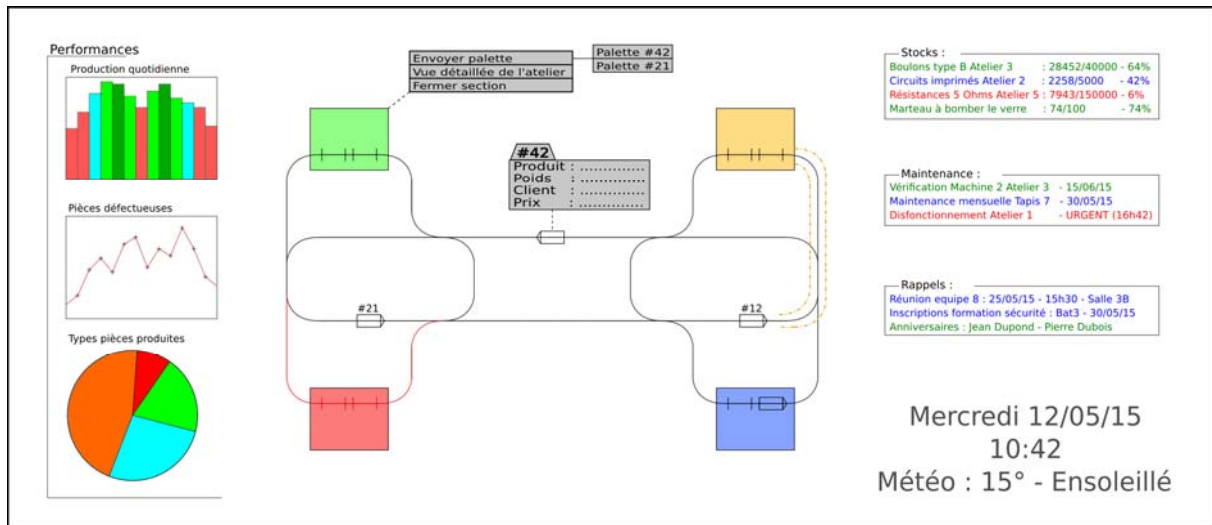 Performances
Production quotidienne
Pièces défectueuses
Types pièces produites
Envoyer palette
Vue détaillée de l'atelier
Fermer section
Palette #42
Palette #21
#42
Produit : .............
Poids : .............
Client : .............
Prix : .............
#21
#12
Stocks :
Boulons type B Atelier 3 : 28452/40000 - 64%
Circuits imprimés Atelier 2 : 2258/5000 - 42%
Résistances 5 Ohms Atelier 5 : 7943/150000 - 6%
Marteau à bomber le verre : 74/100 - 74%
Maintenance :
Vérification Machine 2 Atelier 3 - 15/06/15
Maintenance mensuelle Tapis 7 - 30/05/15
Disfonctionnement Atelier 1 - URGENT (16h42)
Rappels :
Réunion equipe 8 : 25/05/15 - 15h30 - Salle 3B
Inscriptions formation sécurité : Bat3 - 30/05/15
Anniversaires : Jean Dupond - Pierre Dubois
Mercredi 12/05/15
10:42
Météo : 15° - Ensoleillé